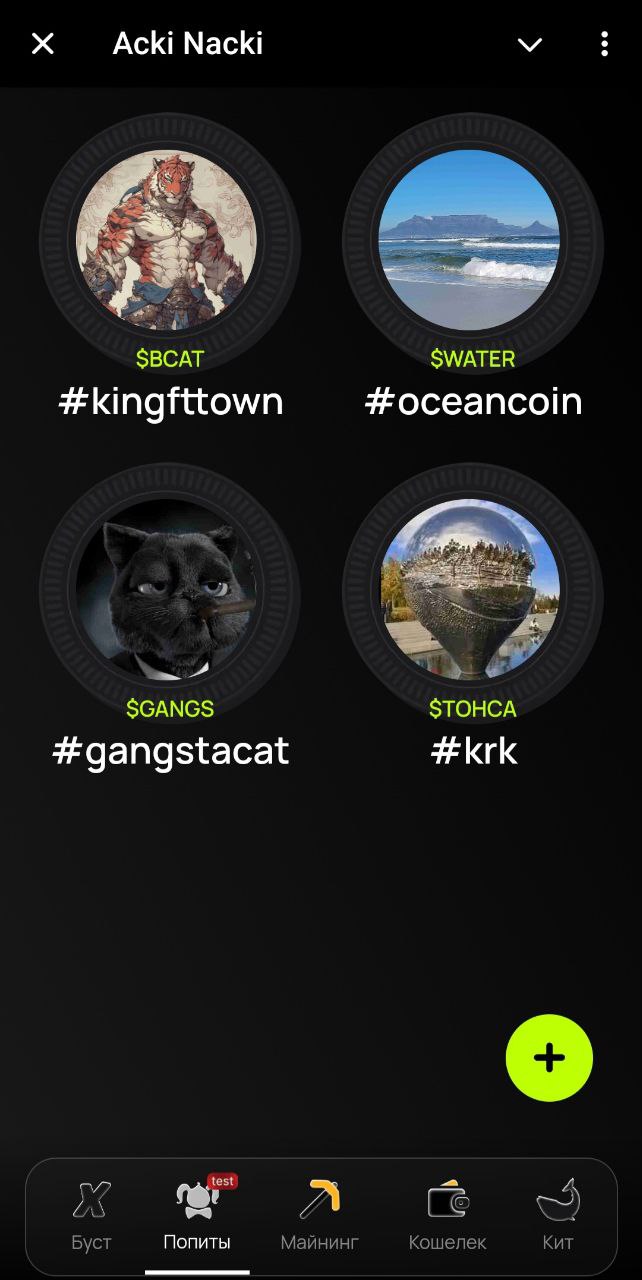 Acki Nacki
$BCAT
#kingfttown
$WATER
#oceancoin
$GANGS
#gangstacat
$TOHCA
#krk
test
Буст
Попиты
Майнинг
Кошелек
Кит